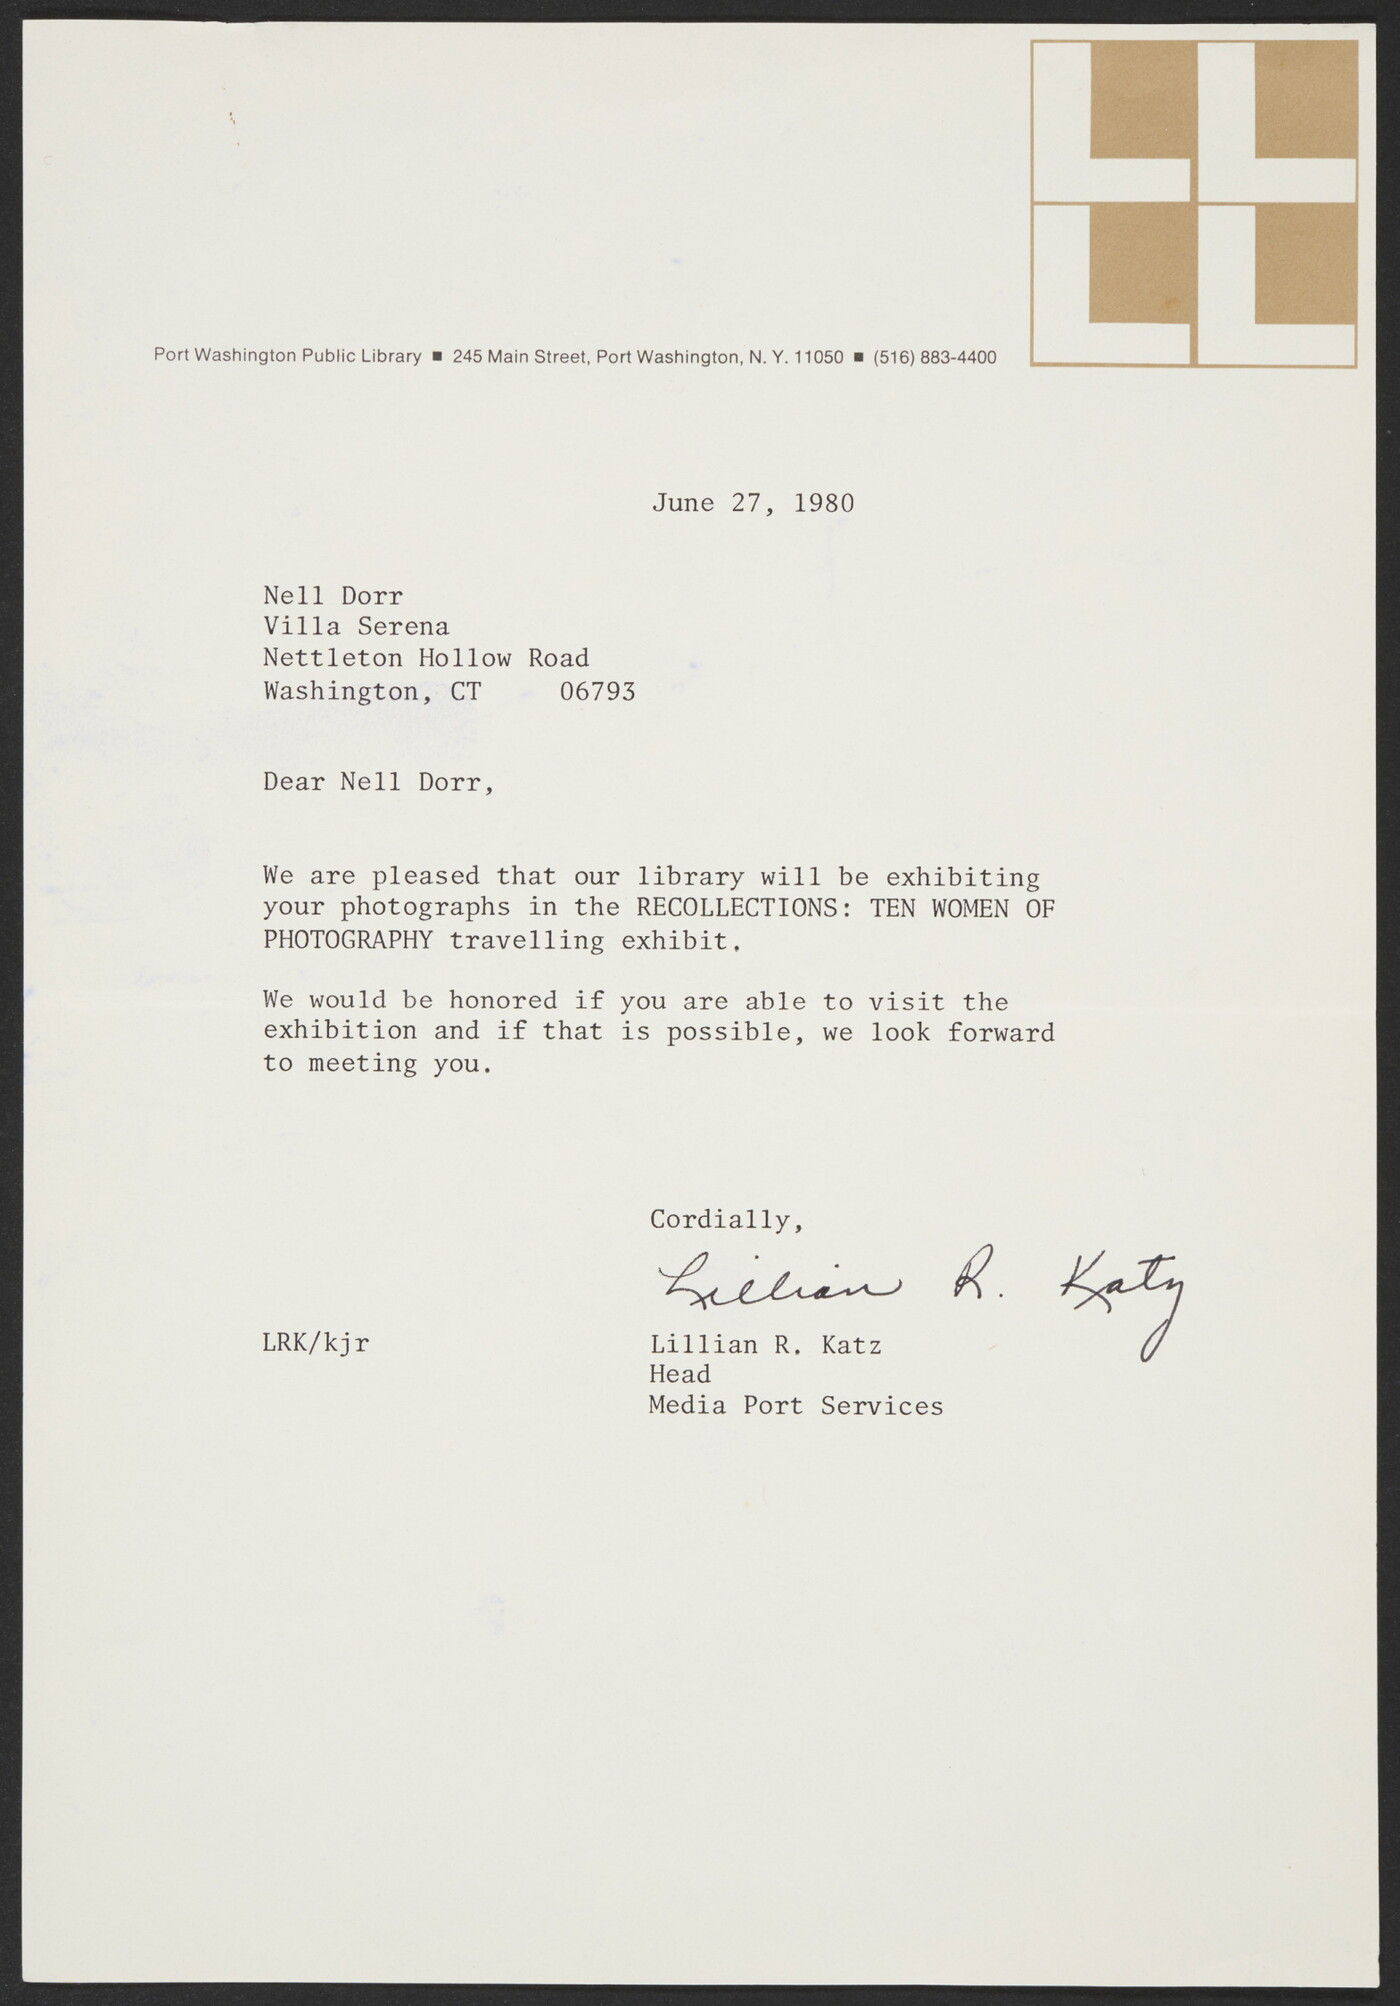 Port Washington Public Library ■ 245 Main Street, Port Washington, N. Y. 11050 ■ (516) 883-4400
June 27, 1980
Nell Dorr
Villa Serena
Nettleton Hollow Road
Washington, CT 06793
Dear Nell Dorr,
We are pleased that our library will be exhibiting
your photographs in the RECOLLECTIONS: TEN WOMEN OF
PHOTOGRAPHY travelling exhibit.
We would be honored if you are able to visit the
exhibition and if that is possible, we look forward
to meeting you.
Cordially,
Lillian R. Katz
LRK/kjr
Lillian R. Katz
Head
Media Port Services